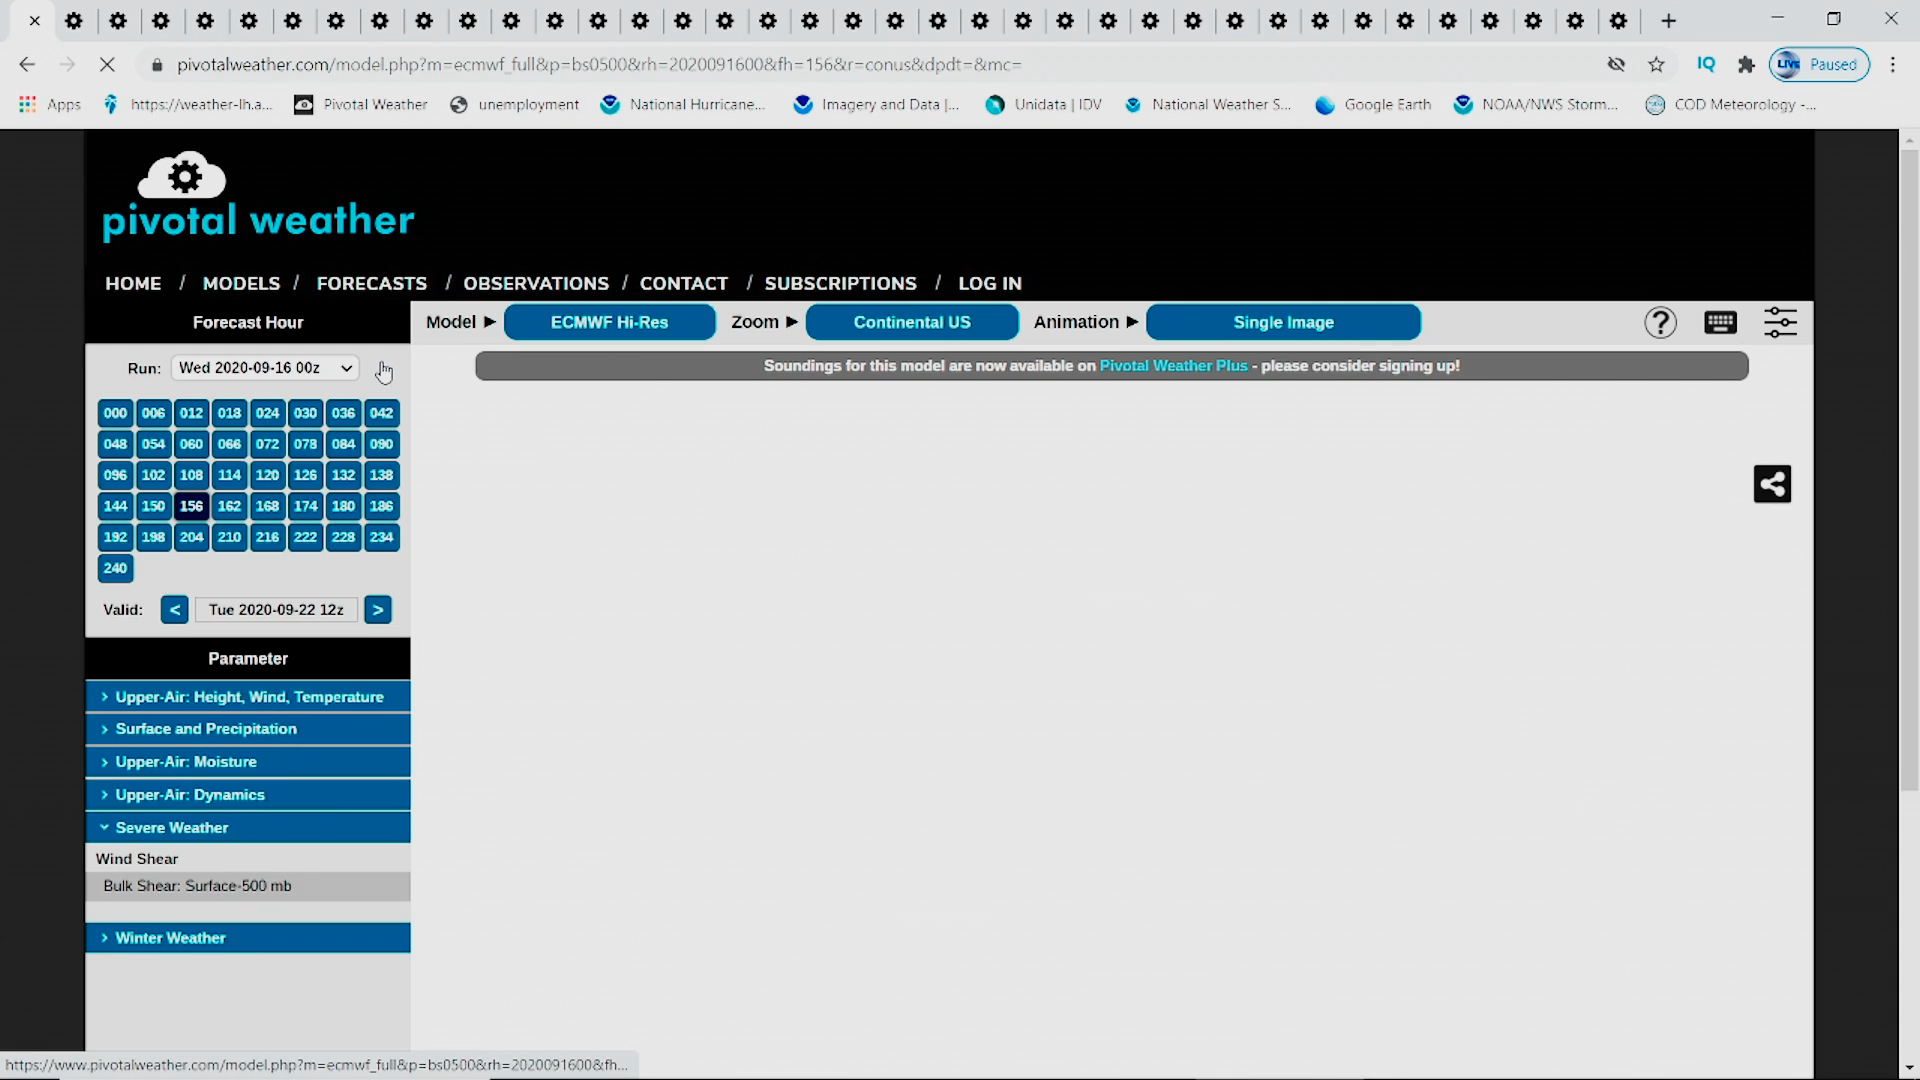 pivotalweather.com/model.php?m=ecmwf_full&p=bs0500&rh=2020091600&fh=156&r=conus&dpdt=&mc=
IQ
LIVE
Paused
Apps
https://weather-lh.a...
Pivotal Weather
unemployment
National Hurricane...
Imagery and Data |...
Unidata | IDV
National Weather S...
Google Earth
NOAA/NWS Storm...
COD Meteorology -...
pivotal weather
HOME / MODELS / FORECASTS / OBSERVATIONS / CONTACT / SUBSCRIPTIONS / LOG IN
Forecast Hour
Model ▶ ECMWF Hi-Res Zoom ▶ Continental US Animation ▶ Single Image
?
Run: Wed 2020-09-16 00z
Soundings for this model are now available on Pivotal Weather Plus - please consider signing up!
000 006 012 018 024 030 036 042
048 054 060 066 072 078 084 090
096 102 108 114 120 126 132 138
144 150 156 162 168 174 180 186
192 198 204 210 216 222 228 234
240
Valid: < Tue 2020-09-22 12z >
Parameter
› Upper-Air: Height, Wind, Temperature
› Surface and Precipitation
› Upper-Air: Moisture
› Upper-Air: Dynamics
Severe Weather
Wind Shear
Bulk Shear: Surface-500 mb
› Winter Weather
https://www.pivotalweather.com/model.php?m=ecmwf_full&p=bs0500&rh=2020091600&fh...